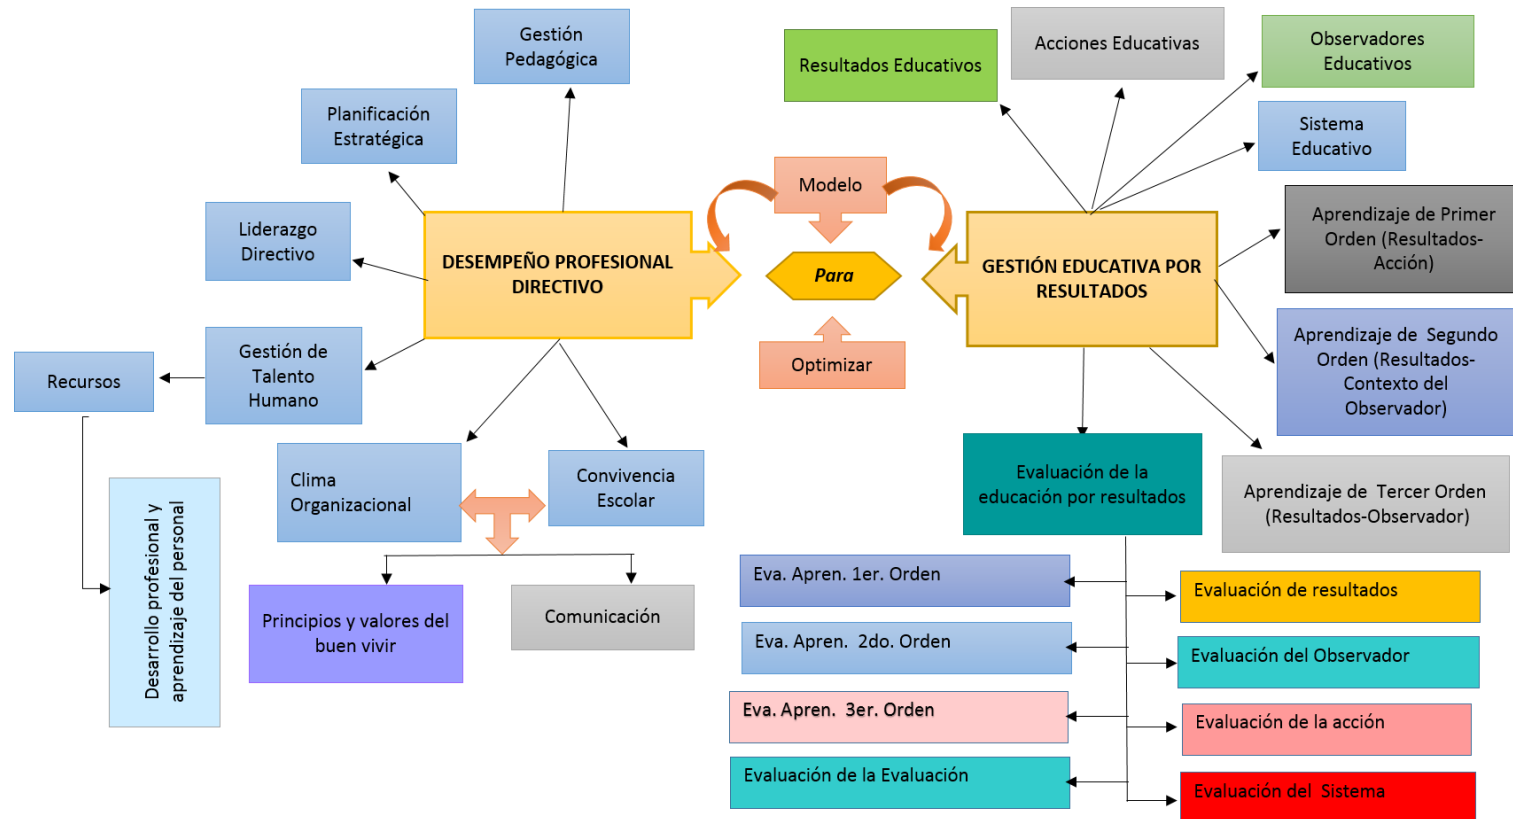 Gestión
Pedagógica
Planificación
Estratégica
Liderazgo
Directivo
DESEMPEÑO PROFESIONAL
DIRECTIVO
Gestión de
Talento
Humano
Recursos
Desarrollo profesional y
aprendizaje del personal
Clima
Organizacional
Convivencia
Escolar
Principios y valores del
buen vivir
Comunicación
Modelo
Para
Optimizar
Resultados Educativos
Acciones Educativas
Observadores
Educativos
Sistema
Educativo
GESTIÓN EDUCATIVA POR
RESULTADOS
Aprendizaje de Primer
Orden (Resultados-
Acción)
Aprendizaje de Segundo
Orden (Resultados-
Contexto del
Observador)
Aprendizaje de Tercer Orden
(Resultados-Observador)
Evaluación de la
educación por resultados
Eva. Apren. 1er. Orden
Eva. Apren. 2do. Orden
Eva. Apren. 3er. Orden
Evaluación de la Evaluación
Evaluación de resultados
Evaluación del Observador
Evaluación de la acción
Evaluación del Sistema